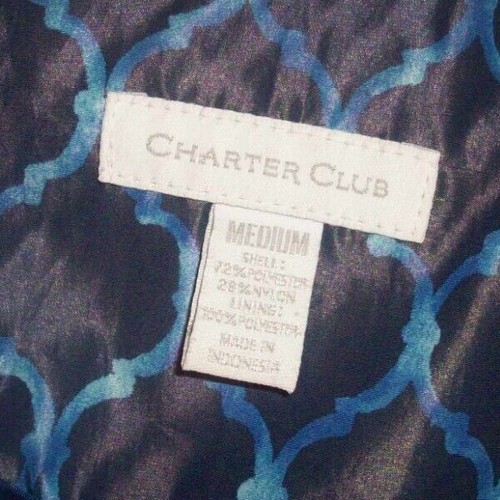 CHARTER CLUB
MEDIUM
SHELL:
72% POLYESTER
28% NYLON
LINING:
100% POLYESTER
MADE IN
INDONESIA